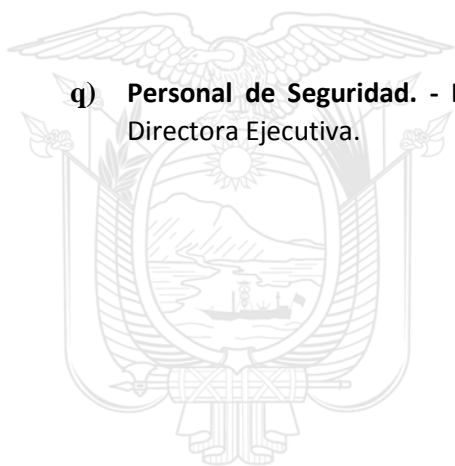 q) Personal de Seguridad. -
Directora Ejecutiva.